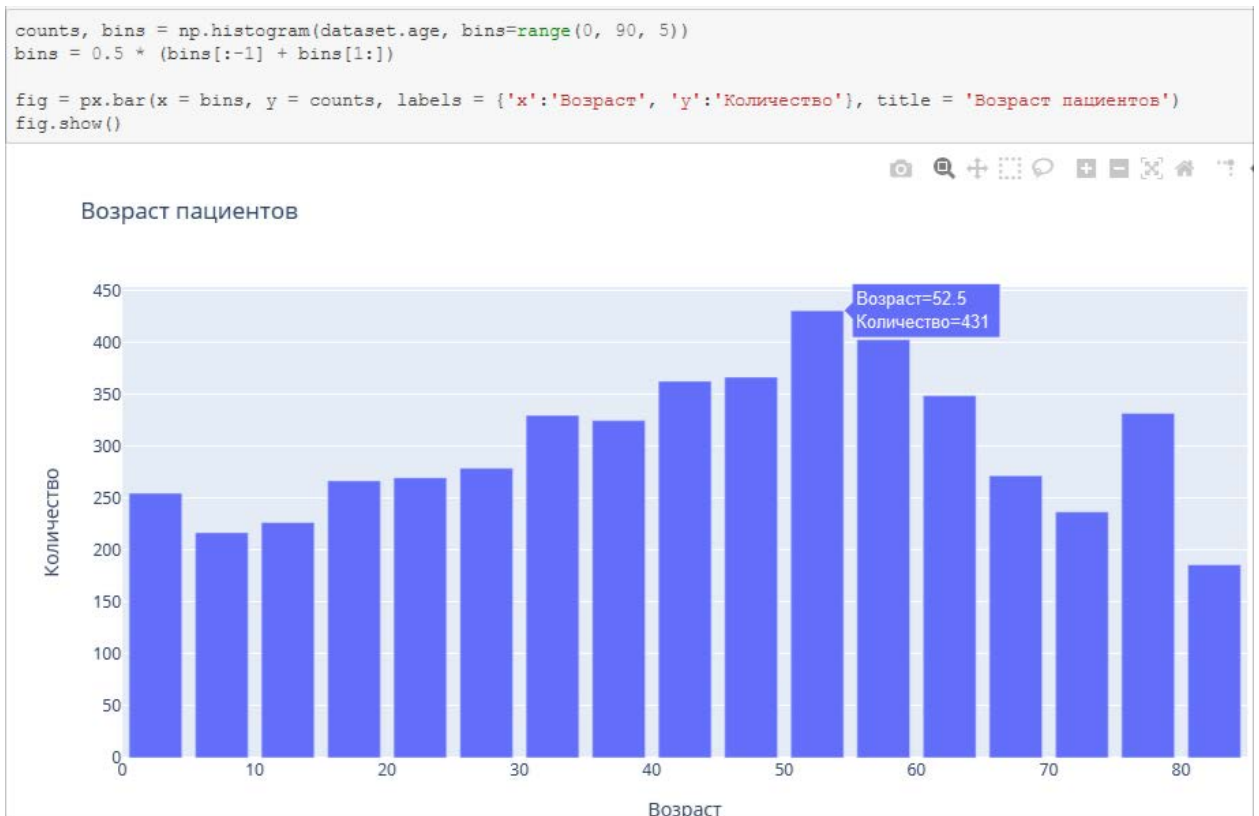 counts, bins = np.histogram(dataset.age, bins=range(0, 90, 5))
bins = 0.5 * (bins[:-1] + bins[1:])
fig = px.bar(x = bins, y = counts, labels = {'x':'Возраст', 'y':'Количество'}, title = 'Возраст пациентов')
fig.show()
Возраст пациентов
450
Возраст=52.5
Количество=431
400
350
300
250
200
150
100
50
0
Количество
0 10 20 30 40 50 60 70 80
Возраст